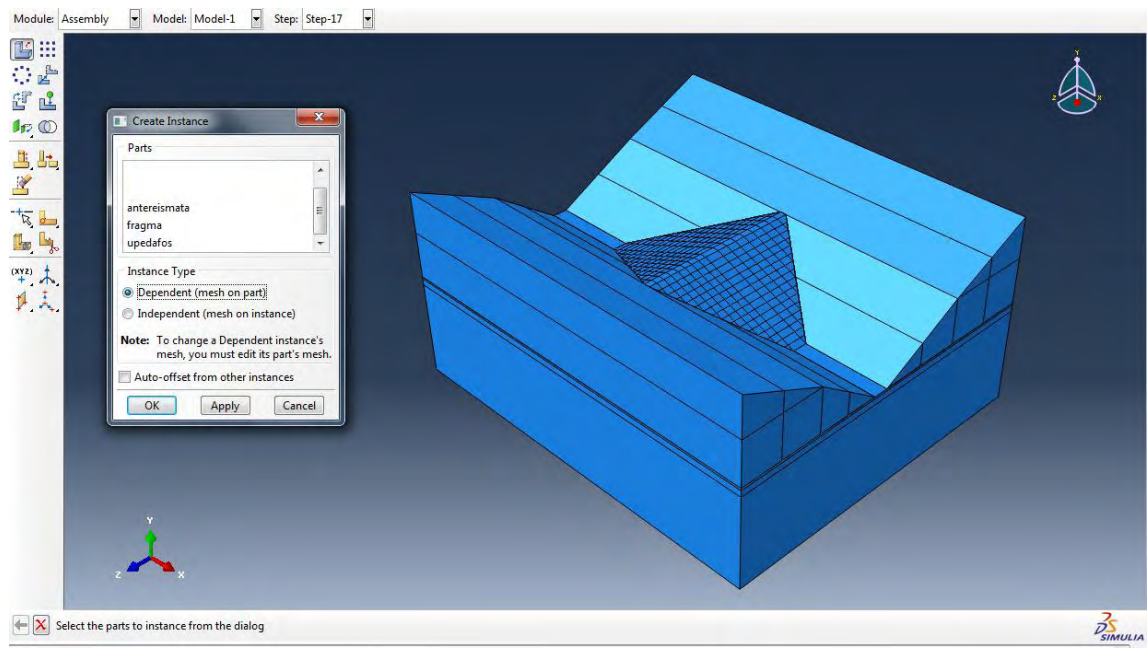 Module: Assembly Model: Model-1 Step: Step-17
Create Instance
Parts
antereismata
fragma
upedafos
Instance Type
Dependent (mesh on part)
Independent (mesh on instance)
Note: To change a Dependent instance's
mesh, you must edit its part's mesh.
Auto-offset from other instances
OK Apply Cancel
(XYZ)
Y
Z X
Y
Z X
Select the parts to instance from the dialog
SIMULIA